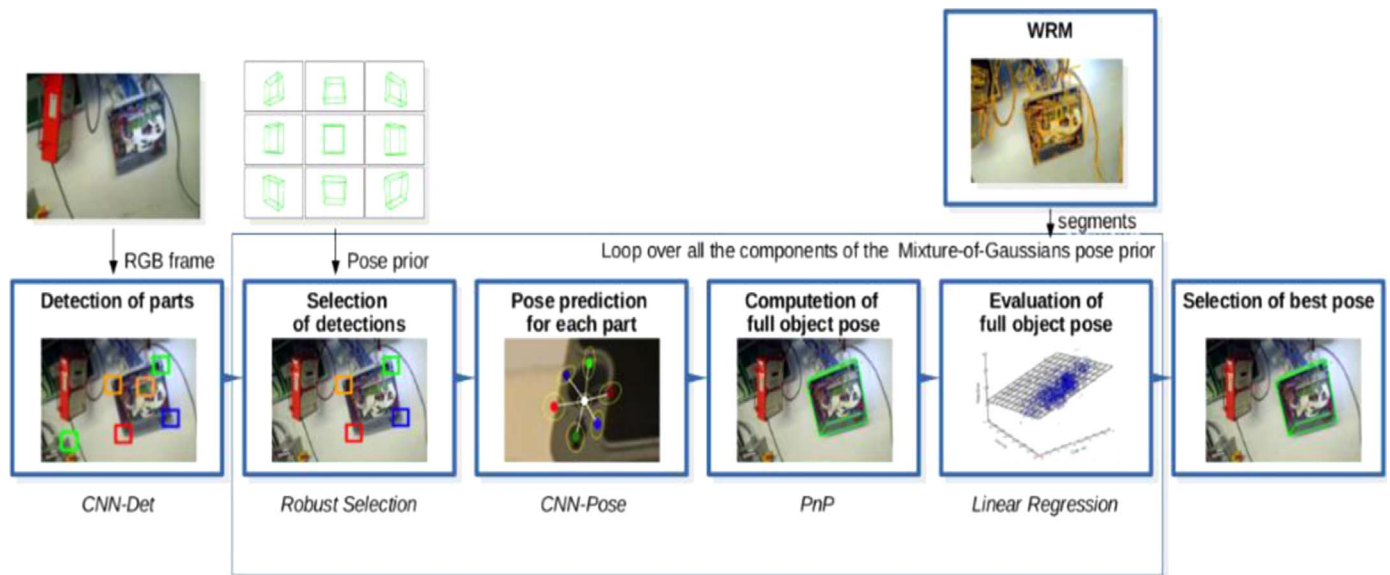 WRM
segments
RGB frame
Pose prior
Loop over all the components of the Mixture-of-Gaussians pose prior
Detection of parts
Selection
of detections
Pose prediction
for each part
Computetion of
full object pose
Evaluation of
full object pose
Selection of best pose
CNN-Det
Robust Selection
CNN-Pose
PnP
Linear Regression